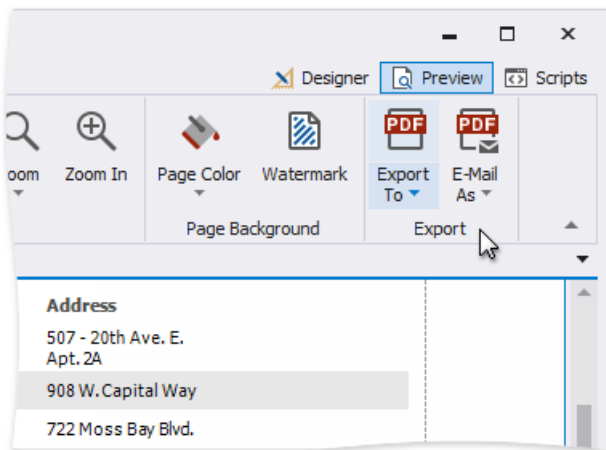 Designer Preview Scripts
PDF PDF
oom Zoom In Page Color Watermark Export E-Mail
To As
Page Background Export
Address
507 - 20th Ave. E.
Apt. 2A
908 W. Capital Way
722 Moss Bay Blvd.